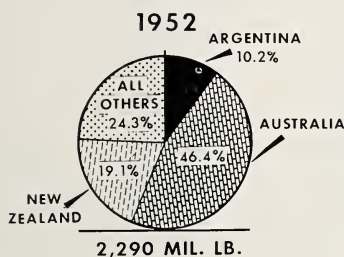 1952
ARGENTINA
10.2%
AUSTRALIA
46.4%
NEW
ZEALAND
19.1%
ALL
OTHERS
24.3%
2,290 MIL. LB.